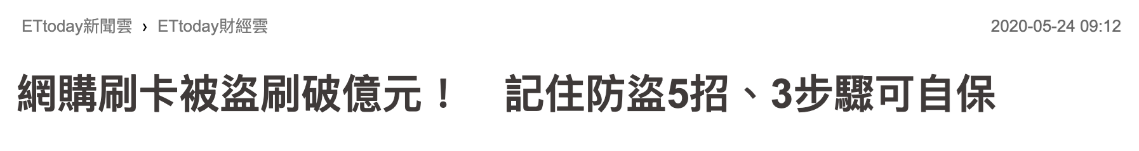 ETtoday新聞雲 › ETtoday財經雲 2020-05-24 09:12
網購刷卡被盜刷破億元！　記住防盜5招、3步驟可自保